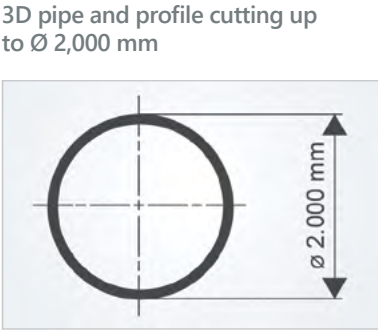 3D pipe and profile cutting up
to Ø 2,000 mm
ø 2.000 mm